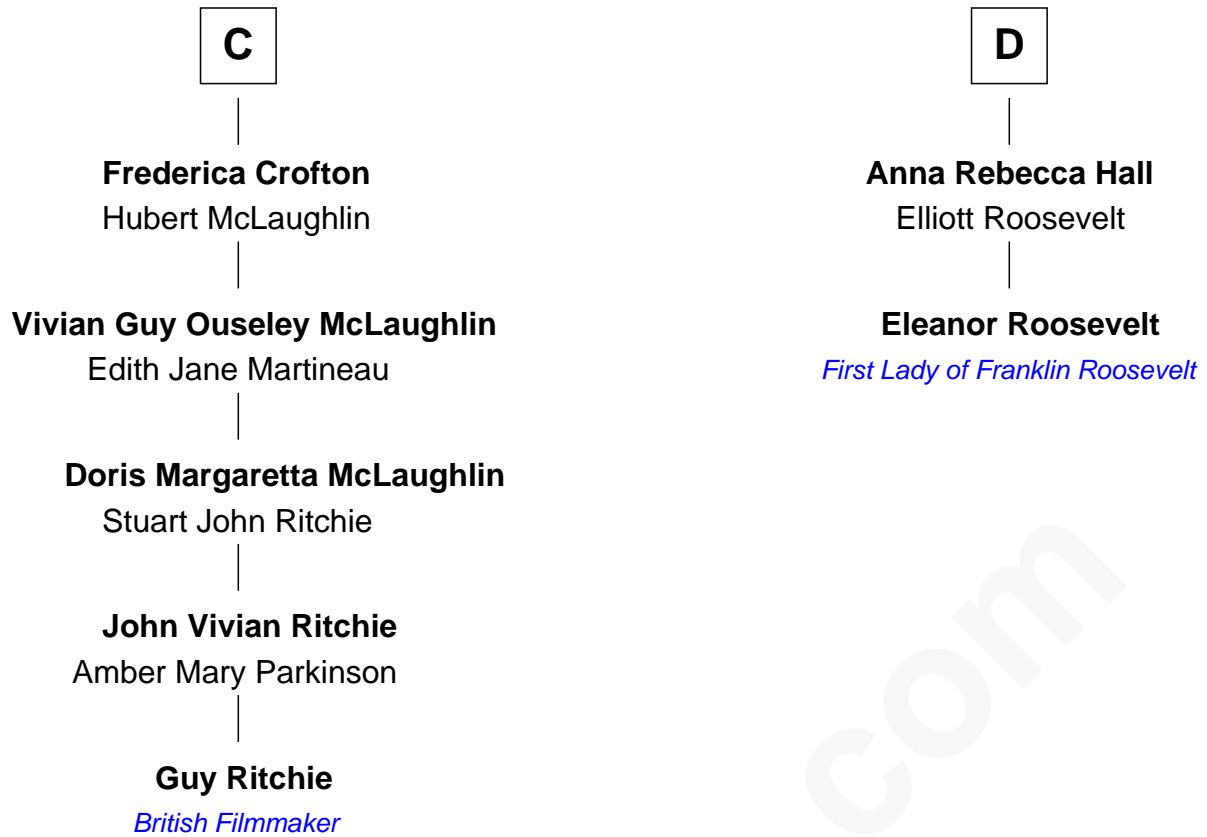 C
Frederica Crofton
Hubert McLaughlin
Vivian Guy Ouseley McLaughlin
Edith Jane Martineau
Doris Margaretta McLaughlin
Stuart John Ritchie
John Vivian Ritchie
Amber Mary Parkinson
Guy Ritchie
British Filmmaker
D
Anna Rebecca Hall
Elliott Roosevelt
Eleanor Roosevelt
First Lady of Franklin Roosevelt
com